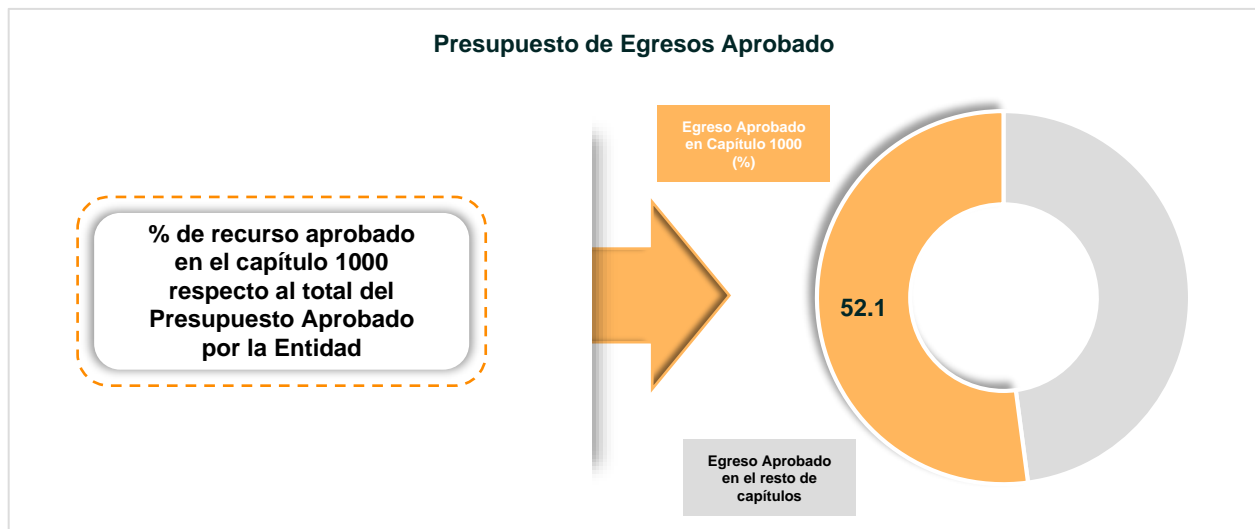 Presupuesto de Egresos Aprobado
% de recurso aprobado
en el capítulo 1000
respecto al total del
Presupuesto Aprobado
por la Entidad
Egreso Aprobado
en Capítulo 1000
(%)
52.1
Egreso Aprobado
en el resto de
capítulos